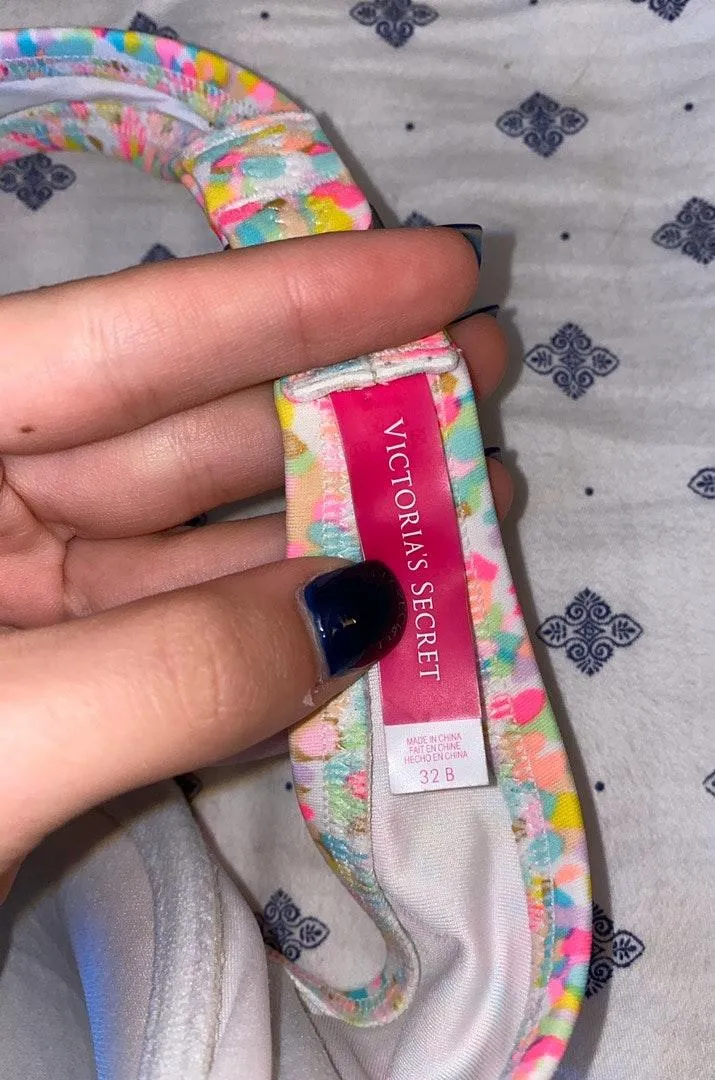 VICTORIA'S SECRET
MADE IN CHINA
FAIT EN CHINE
HECHO EN CHINA
32 B